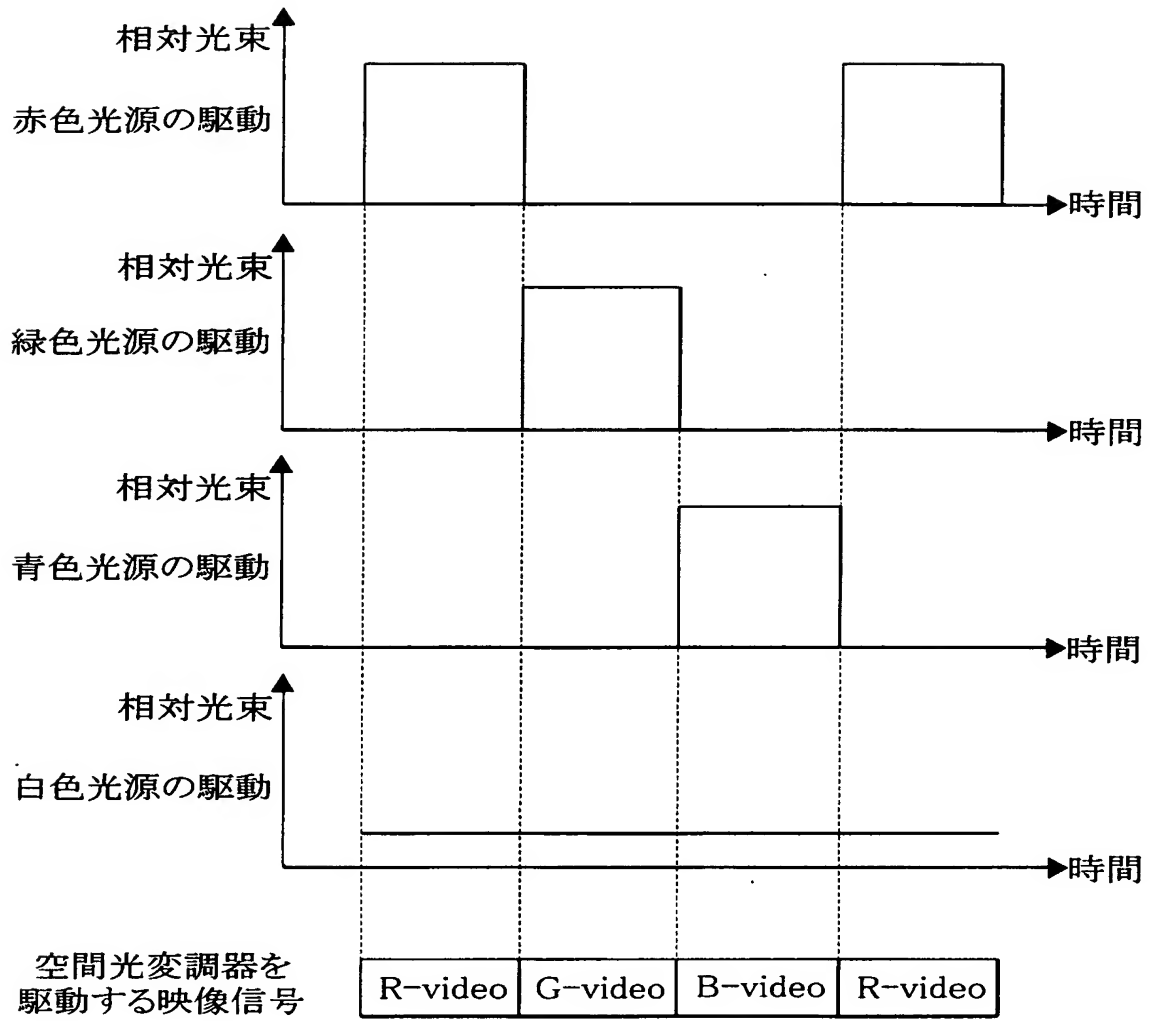 相対光束
赤色光源の駆動
時間
相対光束
緑色光源の駆動
時間
相対光束
青色光源の駆動
時間
相対光束
白色光源の駆動
時間
空間光変調器を
駆動する映像信号
R-video G-video B-video R-video